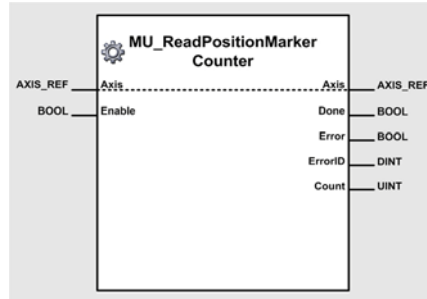 MU_ReadPositionMarker
Counter
AXIS_REF Axis Axis AXIS_REF
BOOL Enable Done BOOL
Error BOOL
ErrorID DINT
Count UINT